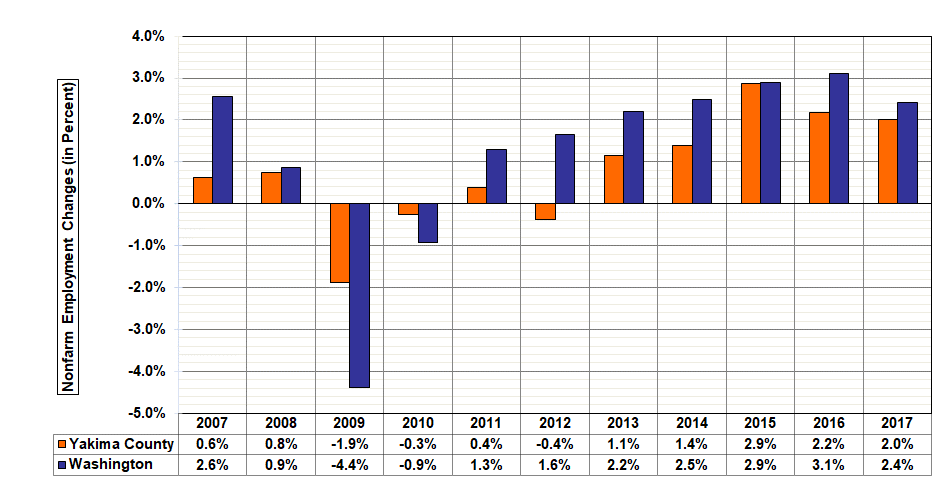 4.0%
3.0%
2.0%
1.0%
0.0%
-1.0%
-2.0%
-3.0%
-4.0%
-5.0%
Nonfarm Employment Changes (in Percent)
2007 2008 2009 2010 2011 2012 2013 2014 2015 2016 2017
Yakima County 0.6% 0.8% -1.9% -0.3% 0.4% -0.4% 1.1% 1.4% 2.9% 2.2% 2.0%
Washington 2.6% 0.9% -4.4% -0.9% 1.3% 1.6% 2.2% 2.5% 2.9% 3.1% 2.4%